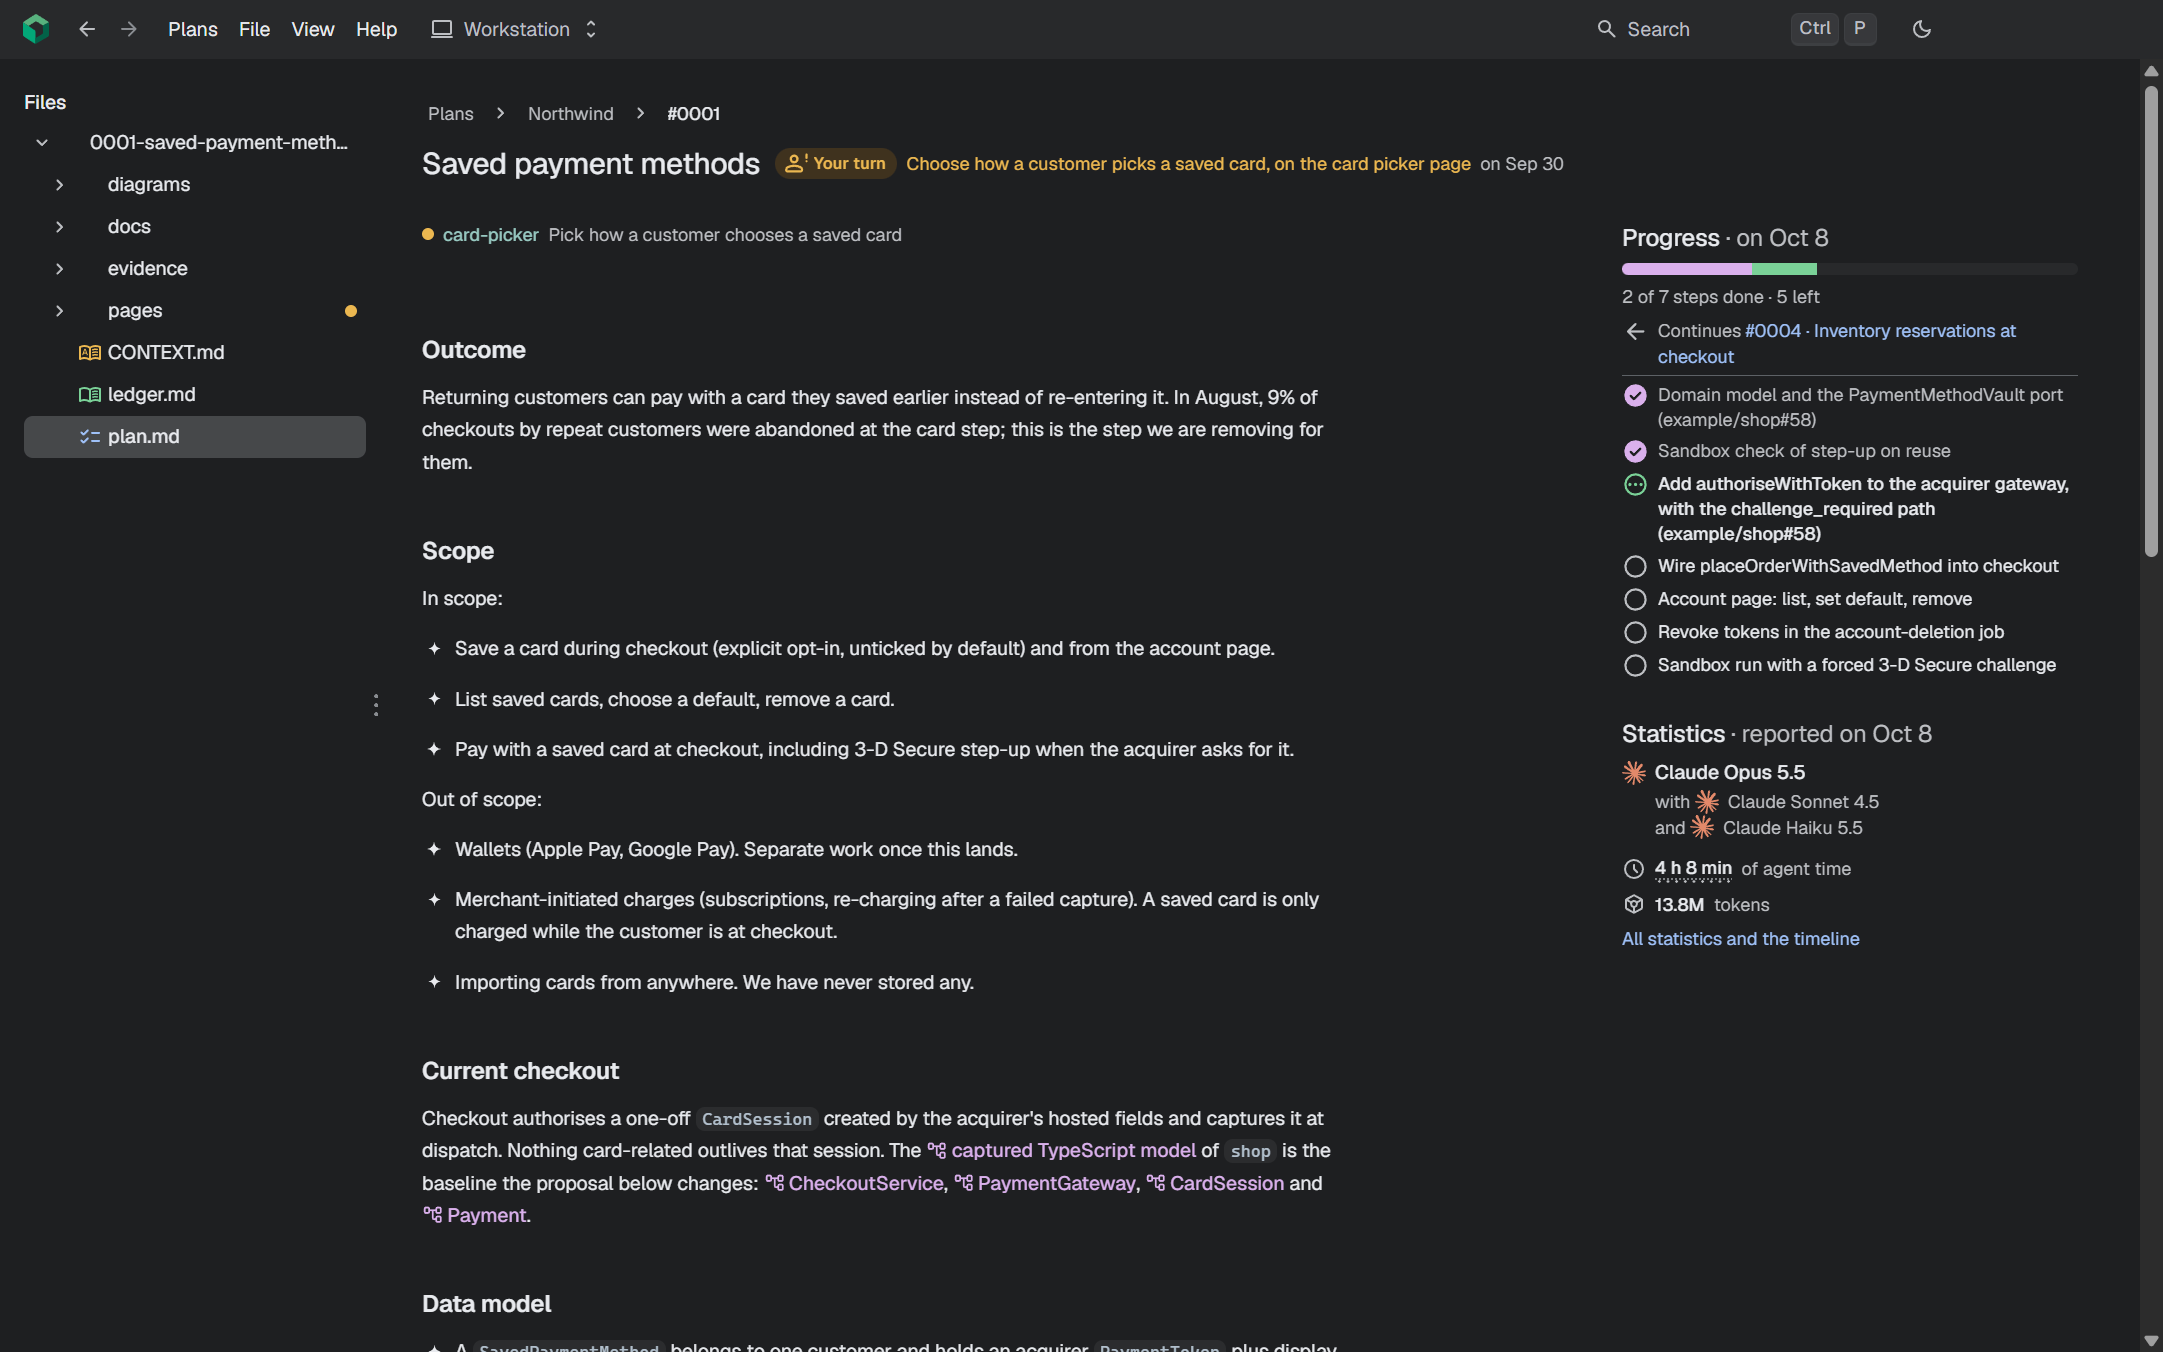 Plans File View Help Workstation Search Ctrl P
Files
0001-saved-payment-meth...
diagrams
docs
evidence
pages
CONTEXT.md
ledger.md
plan.md
Plans > Northwind > #0001
Saved payment methods Your turn Choose how a customer picks a saved card, on the card picker page on Sep 30
card-picker Pick how a customer chooses a saved card
Outcome
Returning customers can pay with a card they saved earlier instead of re-entering it. In August, 9% of
checkouts by repeat customers were abandoned at the card step; this is the step we are removing for
them.
Scope
In scope:
Save a card during checkout (explicit opt-in, unticked by default) and from the account page.
List saved cards, choose a default, remove a card.
Pay with a saved card at checkout, including 3-D Secure step-up when the acquirer asks for it.
Out of scope:
Wallets (Apple Pay, Google Pay). Separate work once this lands.
Merchant-initiated charges (subscriptions, re-charging after a failed capture). A saved card is only
charged while the customer is at checkout.
Importing cards from anywhere. We have never stored any.
Current checkout
Checkout authorises a one-off CardSession created by the acquirer's hosted fields and captures it at
dispatch. Nothing card-related outlives that session. The captured TypeScript model of shop is the
baseline the proposal below changes: CheckoutService, PaymentGateway, CardSession and
Payment.
Data model
A SavedPaymentMethod belongs to one customer and holds an acquirer PaymentToken plus display
Progress · on Oct 8
2 of 7 steps done · 5 left
Continues #0004 · Inventory reservations at
checkout
Domain model and the PaymentMethodVault port
(example/shop#58)
Sandbox check of step-up on reuse
Add authoriseWithToken to the acquirer gateway,
with the challenge_required path
(example/shop#58)
Wire placeOrderWithSavedMethod into checkout
Account page: list, set default, remove
Revoke tokens in the account-deletion job
Sandbox run with a forced 3-D Secure challenge
Statistics · reported on Oct 8
Claude Opus 5.5
with Claude Sonnet 4.5
and Claude Haiku 5.5
4 h 8 min of agent time
13.8M tokens
All statistics and the timeline